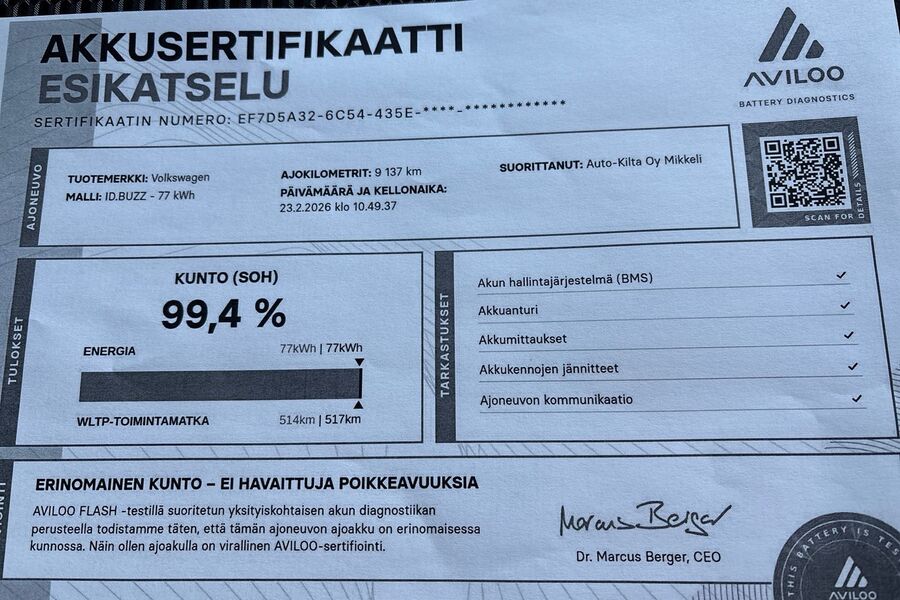 AKKUSERTIFIKAATTI
ESIKATSELU
SERTIFIKAATIN NUMERO: EF7D5A32-6C54-435E-****-************
AVILOO
BATTERY DIAGNOSTICS
AJONEUVO
TUOTEMERKKI: Volkswagen
MALLI: ID.BUZZ - 77 kWh
AJOKILOMETRIT: 9 137 km
PÄIVÄMÄÄRÄ JA KELLONAIKA:
23.2.2026 klo 10.49.37
SUORITTANUT: Auto-Kilta Oy Mikkeli
SCAN FOR DETAILS
TULOKSET
KUNTO (SOH)
99,4 %
ENERGIA 77kWh | 77kWh
WLTP-TOIMINTAMATKA 514km | 517km
TARKASTUKSET
Akun hallintajärjestelmä (BMS) ✓
Akkuanturi ✓
Akkumittaukset ✓
Akkukennojen jännitteet ✓
Ajoneuvon kommunikaatio ✓
ERINOMAINEN KUNTO – EI HAVAITTUJA POIKKEAVUUKSIA
AVILOO FLASH -testillä suoritetun yksityiskohtaisen akun diagnostiikan
perusteella todistamme täten, että tämän ajoneuvon ajoakku on erinomaisessa
kunnossa. Näin ollen ajoakulla on virallinen AVILOO-sertifiointi.
Marcus Berger
Dr. Marcus Berger, CEO
THIS BATTERY IS TES
AVILOO